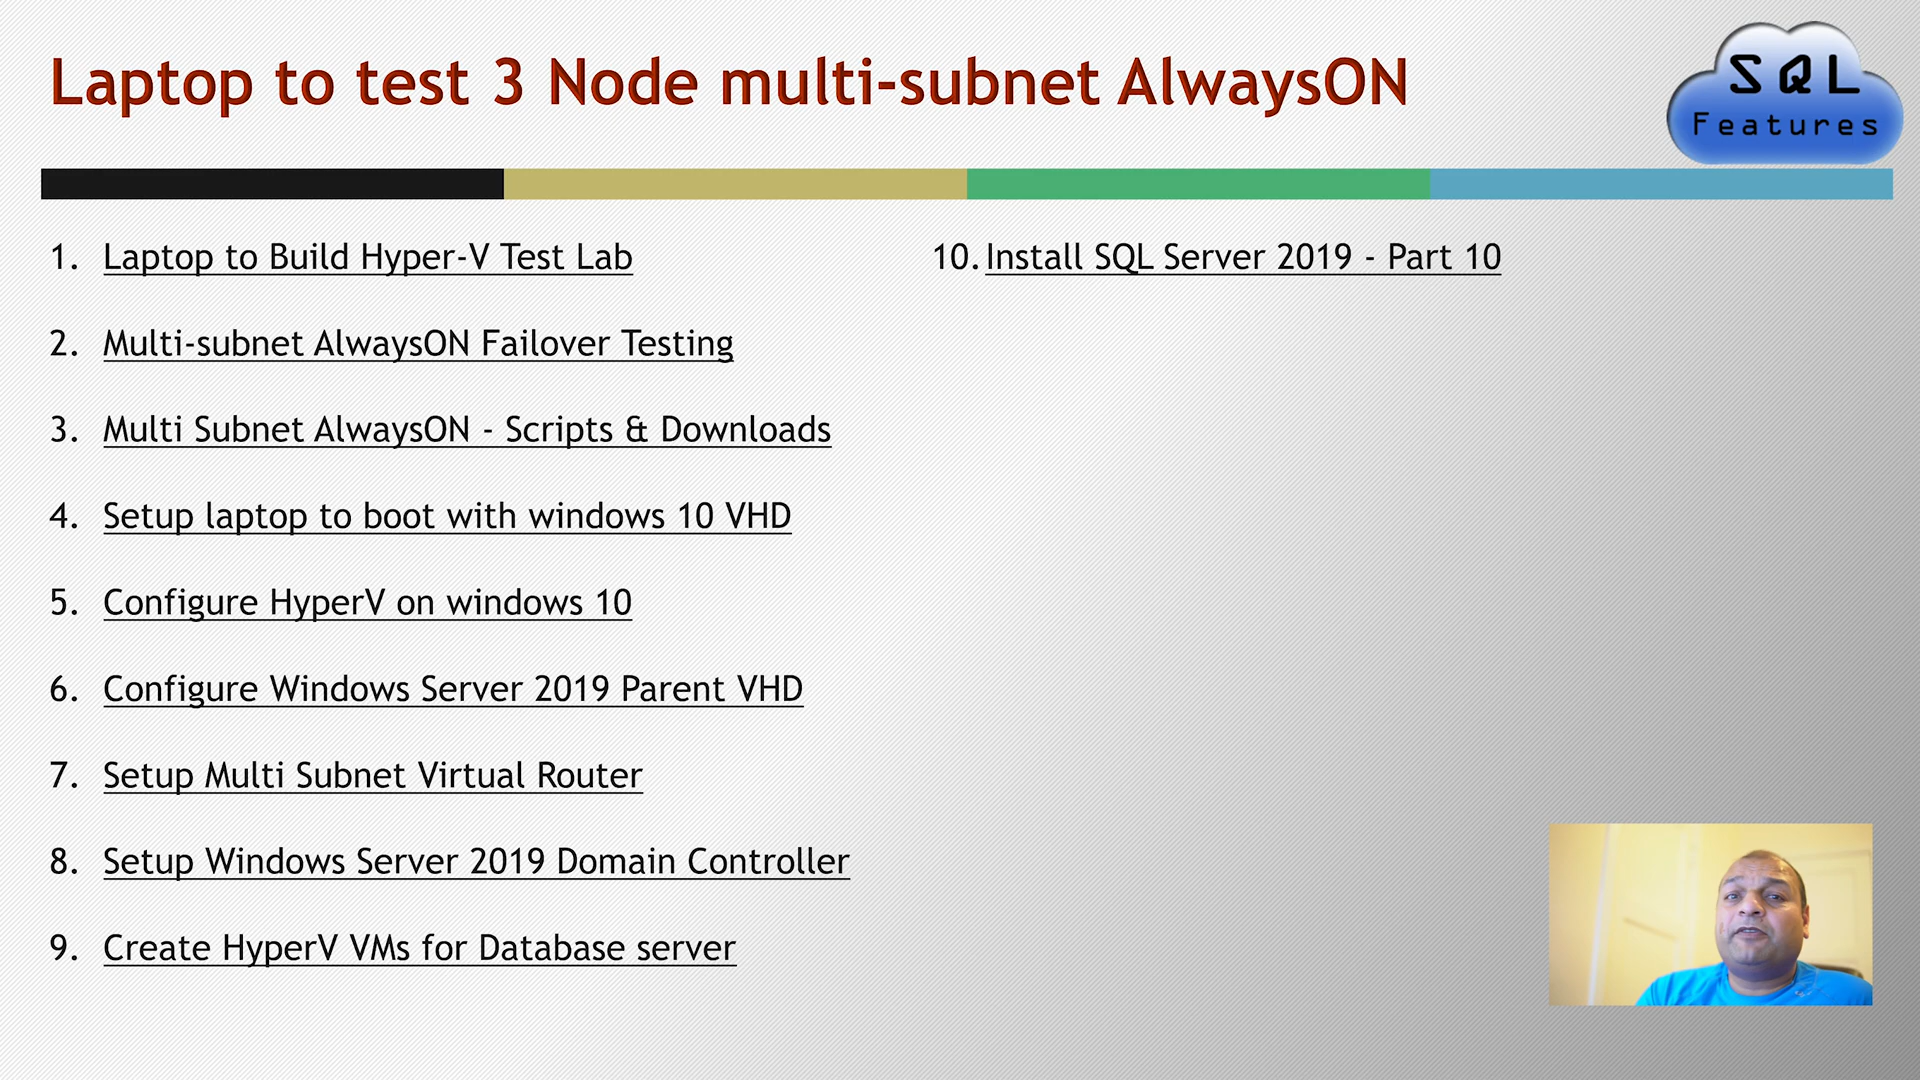 Laptop to test 3 Node multi-subnet AlwaysON
SQL
Features
1. Laptop to Build Hyper-V Test Lab
2. Multi-subnet AlwaysON Failover Testing
3. Multi Subnet AlwaysON - Scripts & Downloads
4. Setup laptop to boot with windows 10 VHD
5. Configure HyperV on windows 10
6. Configure Windows Server 2019 Parent VHD
7. Setup Multi Subnet Virtual Router
8. Setup Windows Server 2019 Domain Controller
9. Create HyperV VMs for Database server
10. Install SQL Server 2019 - Part 10